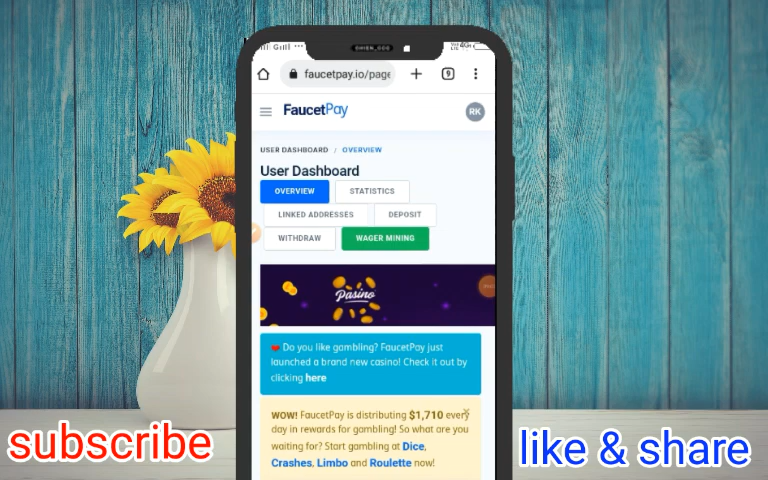 faucetpay.io/page
9
FaucetPay
RK
USER DASHBOARD / OVERVIEW
User Dashboard
OVERVIEW
STATISTICS
LINKED ADDRESSES
DEPOSIT
WITHDRAW
WAGER MINING
Pasino
Do you like gambling? FaucetPay just
launched a brand new casino! Check it out by
clicking here
WOW! FaucetPay is distributing $1,710 every
day in rewards for gambling! So what are you
waiting for? Start gambling at Dice,
Crashes, Limbo and Roulette now!
subscribe
like & share